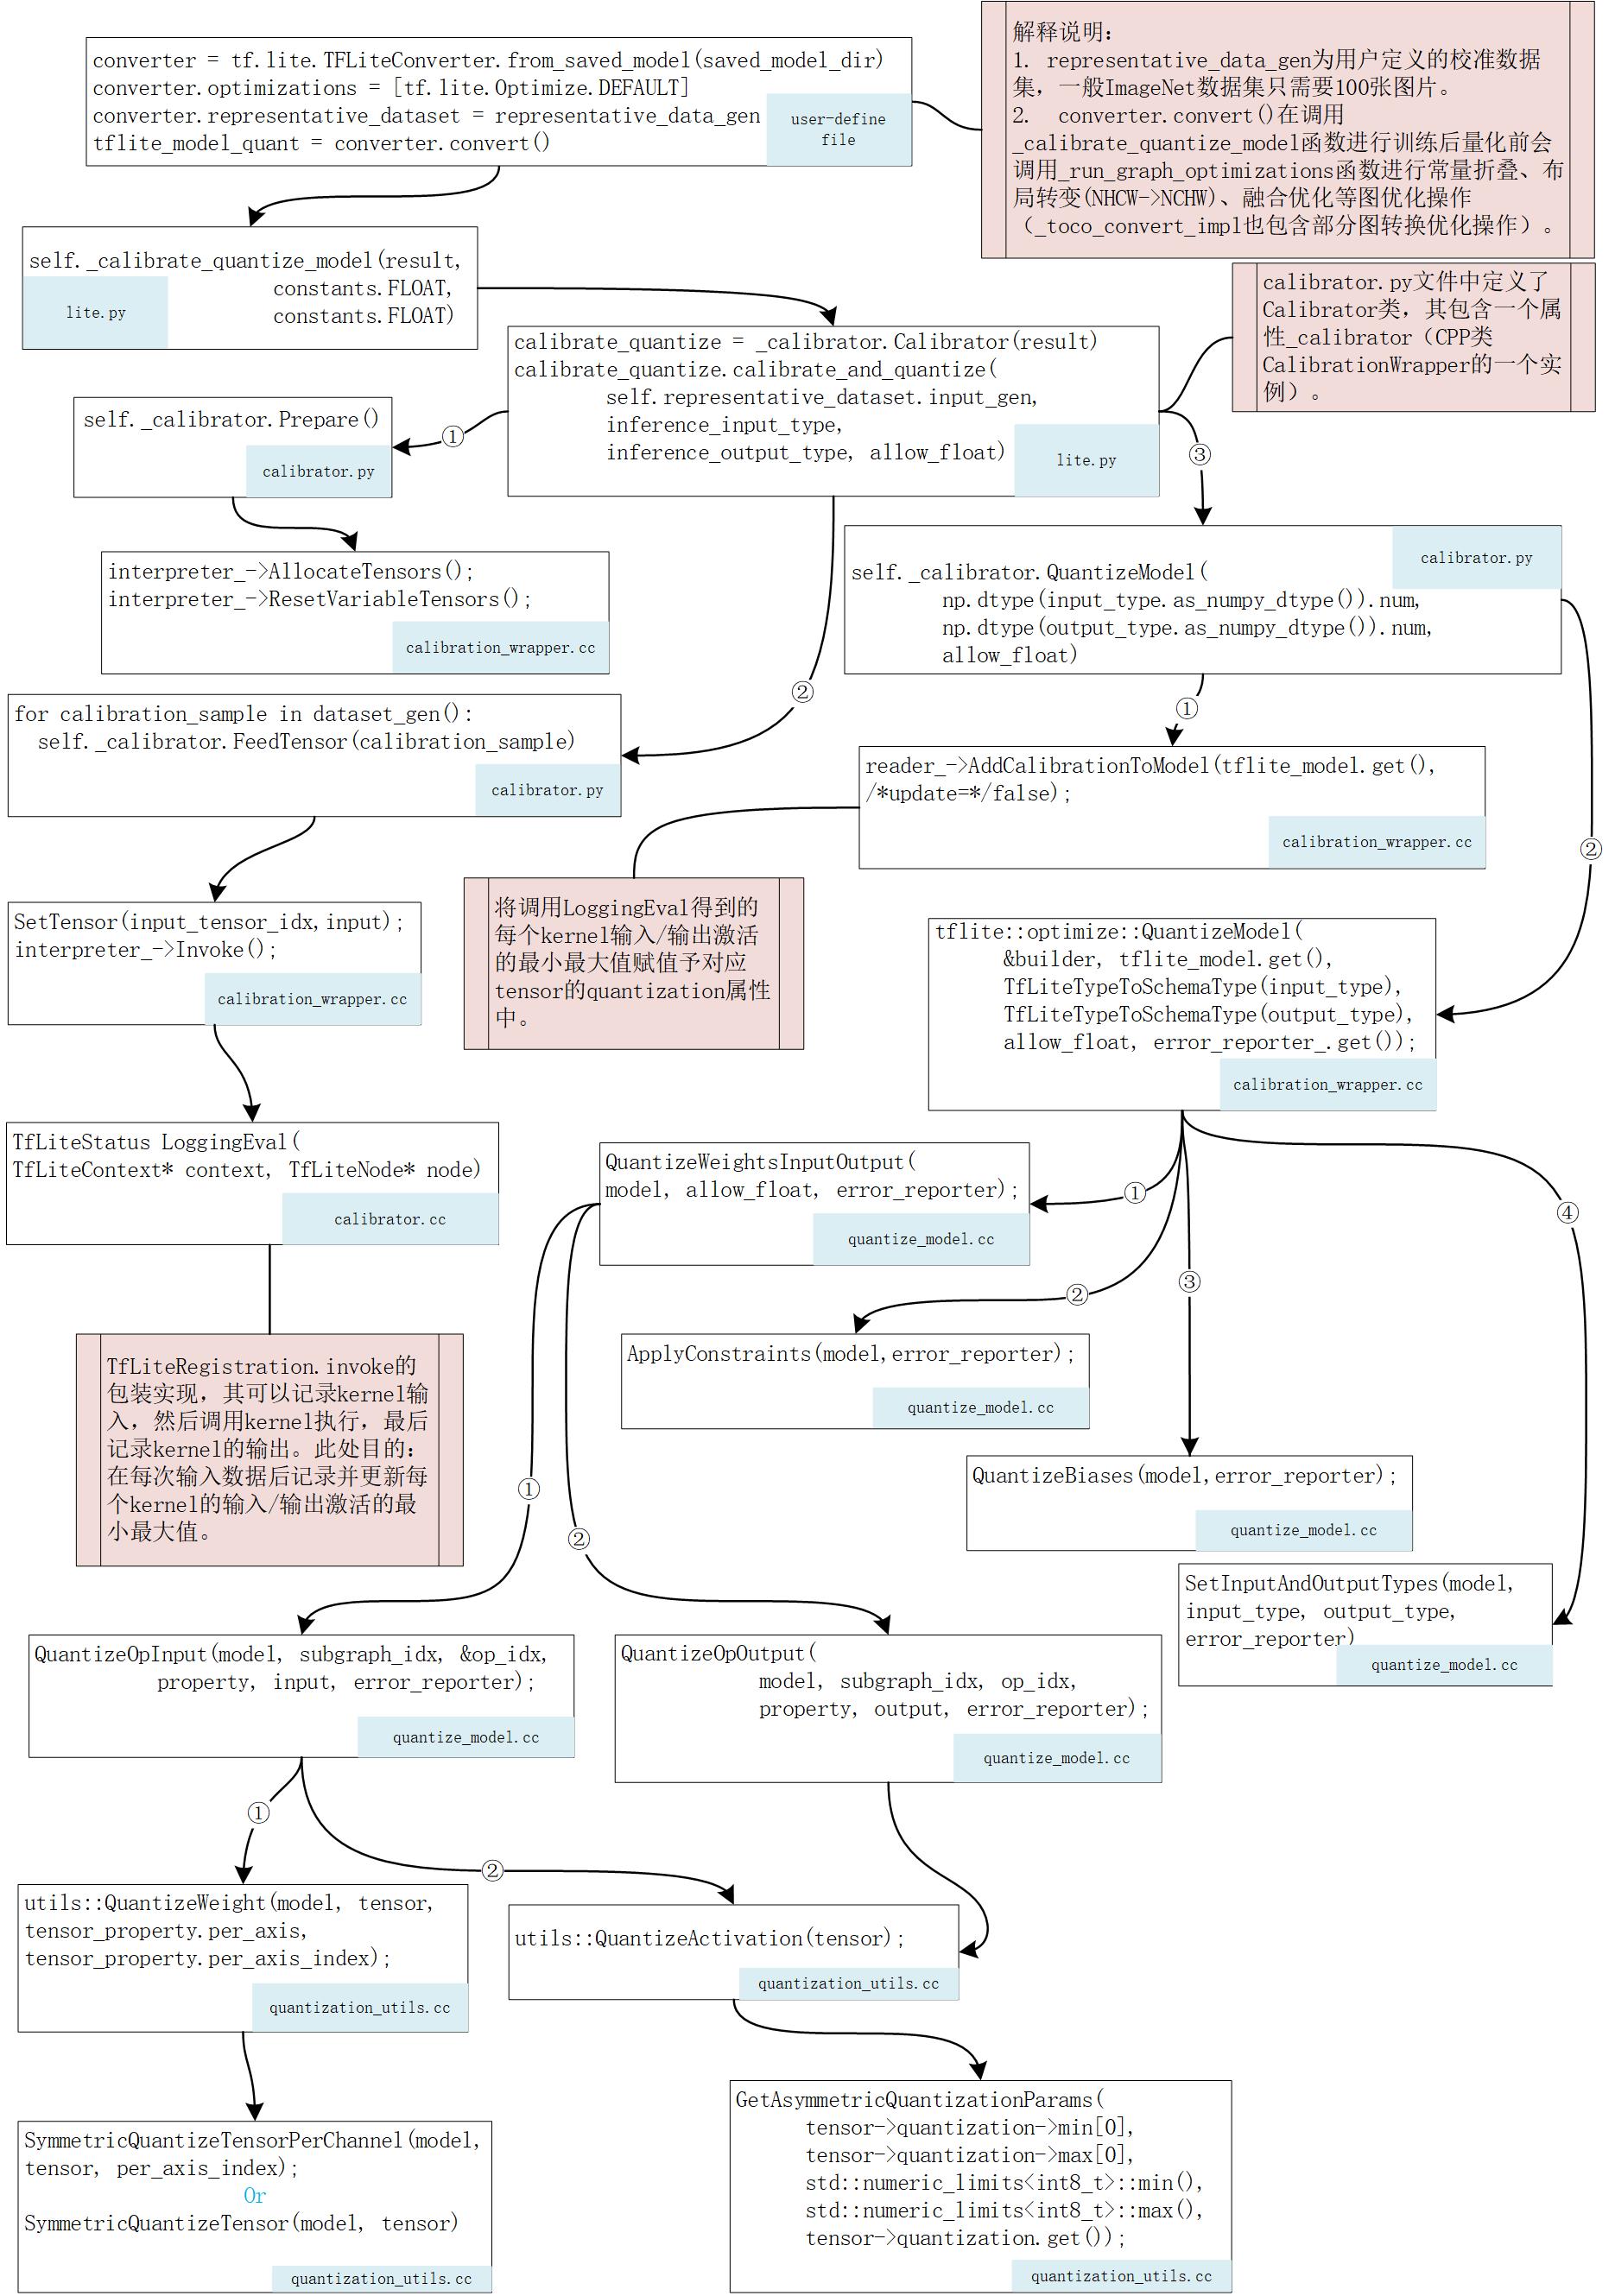 converter = tf.lite.TFLiteConverter.from_saved_model(saved_model_dir)
converter.optimizations = [tf.lite.Optimize.DEFAULT]
converter.representative_dataset = representative_data_gen
tflite_model_quant = converter.convert()
user-define
file
解释说明：
1. representative_data_gen为用户定义的校准数据
集，一般ImageNet数据集只需要100张图片。
2. converter.convert()在调用
_calibrate_quantize_model函数进行训练后量化前会
调用_run_graph_optimizations函数进行常量折叠、布
局转变(NHCW->NCHW)、融合优化等图优化操作
（_toco_convert_impl也包含部分图转换优化操作）。
self._calibrate_quantize_model(result,
constants.FLOAT,
constants.FLOAT)
lite.py
calibrator.py文件中定义了
Calibrator类，其包含一个属
性_calibrator（CPP类
CalibrationWrapper的一个实
例）。
calibrate_quantize = _calibrator.Calibrator(result)
calibrate_quantize.calibrate_and_quantize(
self.representative_dataset.input_gen,
inference_input_type,
inference_output_type, allow_float)
lite.py
self._calibrator.Prepare()
calibrator.py
①
③
interpreter_->AllocateTensors();
interpreter_->ResetVariableTensors();
calibration_wrapper.cc
calibrator.py
self._calibrator.QuantizeModel(
np.dtype(input_type.as_numpy_dtype()).num,
np.dtype(output_type.as_numpy_dtype()).num,
allow_float)
②
①
for calibration_sample in dataset_gen():
self._calibrator.FeedTensor(calibration_sample)
calibrator.py
reader_->AddCalibrationToModel(tflite_model.get(),
/*update=*/false);
calibration_wrapper.cc
②
SetTensor(input_tensor_idx,input);
interpreter_->Invoke();
calibration_wrapper.cc
将调用LoggingEval得到的
每个kernel输入/输出激活
的最小最大值赋值予对应
tensor的quantization属性
中。
tflite::optimize::QuantizeModel(
&builder, tflite_model.get(),
TfLiteTypeToSchemaType(input_type),
TfLiteTypeToSchemaType(output_type),
allow_float, error_reporter_.get());
calibration_wrapper.cc
TfLiteStatus LoggingEval(
TfLiteContext* context, TfLiteNode* node)
calibrator.cc
QuantizeWeightsInputOutput(
model, allow_float, error_reporter);
quantize_model.cc
①
④
③
②
ApplyConstraints(model,error_reporter);
quantize_model.cc
TfLiteRegistration.invoke的
包装实现，其可以记录kernel输
入，然后调用kernel执行，最后
记录kernel的输出。此处目的：
在每次输入数据后记录并更新每
个kernel的输入/输出激活的最
小最大值。
QuantizeBiases(model,error_reporter);
quantize_model.cc
①
②
SetInputAndOutputTypes(model,
input_type, output_type,
error_reporter)
quantize_model.cc
QuantizeOpInput(model, subgraph_idx, &op_idx,
property, input, error_reporter);
quantize_model.cc
QuantizeOpOutput(
model, subgraph_idx, op_idx,
property, output, error_reporter);
quantize_model.cc
①
②
utils::QuantizeWeight(model, tensor,
tensor_property.per_axis,
tensor_property.per_axis_index);
quantization_utils.cc
utils::QuantizeActivation(tensor);
quantization_utils.cc
SymmetricQuantizeTensorPerChannel(model,
tensor, per_axis_index);
Or
SymmetricQuantizeTensor(model, tensor)
quantization_utils.cc
GetAsymmetricQuantizationParams(
tensor->quantization->min[0],
tensor->quantization->max[0],
std::numeric_limits<int8_t>::min(),
std::numeric_limits<int8_t>::max(),
tensor->quantization.get());
quantization_utils.cc